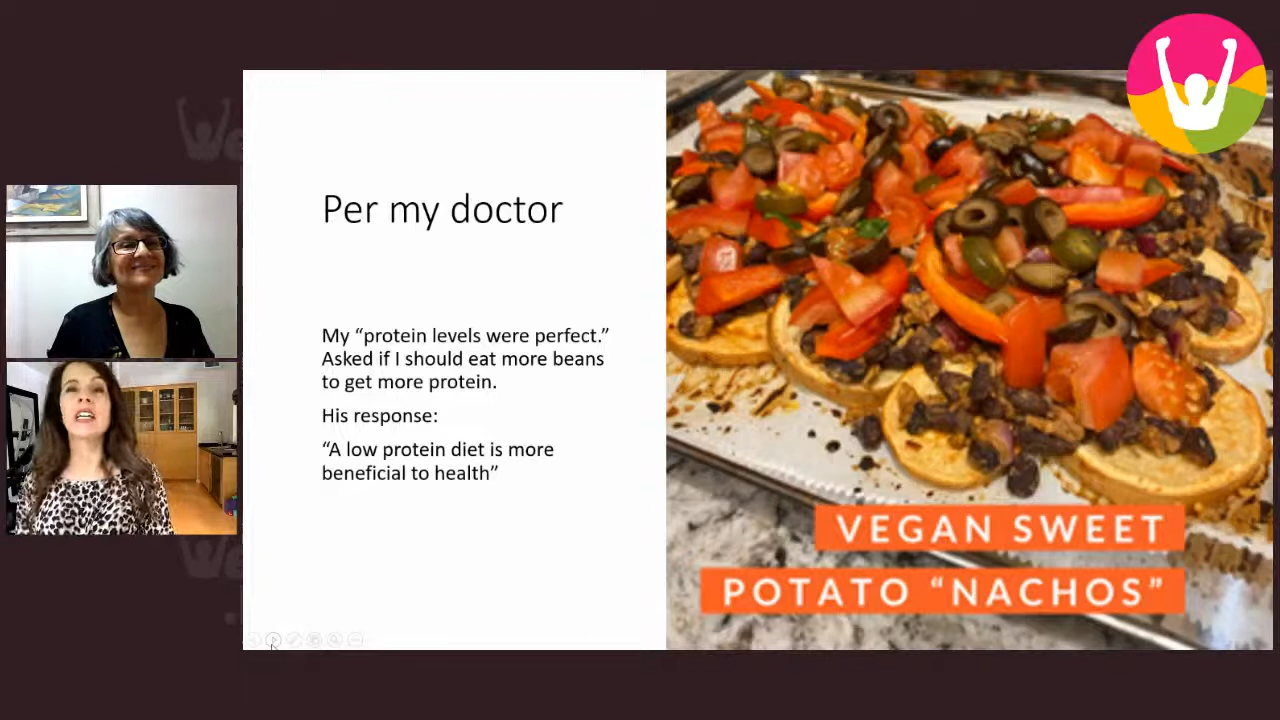 Per my doctor
My “protein levels were perfect.”
Asked if I should eat more beans
to get more protein.
His response:
“A low protein diet is more
beneficial to health”
VEGAN SWEET
POTATO “NACHOS”